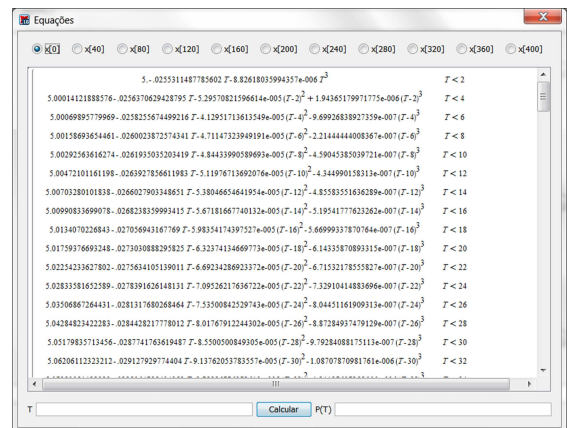 Equações
x[0] x[40] x[80] x[120] x[160] x[200] x[240] x[280] x[320] x[360] x[400]
5.-.0255311487785602 T-8.82618035994357e-006 T³ T < 2
5.00014121888576-.0256370629428795 T-5.29570821596614e-005 (T-2)² + 1.94365179971775e-006 (T-2)³ T < 4
5.00069895779969-.0258255674499216 T-4.12951713613549e-005 (T-4)²-9.69926838927359e-007 (T-4)³ T < 6
5.00158693654461-.0260023872574341 T-4.71147323949191e-005 (T-6)²-2.21444444008367e-007 (T-6)³ T < 8
5.00292563616274-.0261935035203419 T-4.84433990589693e-005 (T-8)²-4.59045385039721e-007 (T-8)³ T < 10
5.00472101161198-.0263927856611983 T-5.11976713692076e-005 (T-10)²-4.344990158313e-007 (T-10)³ T < 12
5.00703280101838-.0266027903348651 T-5.38046654641954e-005 (T-12)²-4.85583551636289e-007 (T-12)³ T < 14
5.00990833699078-.0268238359993415 T-5.67181667740132e-005 (T-14)²-5.19541777623262e-007 (T-14)³ T < 16
5.0134070226843-.027056943167769 T-5.98354174397527e-005 (T-16)²-5.66999337870764e-007 (T-16)³ T < 18
5.01759376693248-.0273030888295825 T-6.32374134669773e-005 (T-18)²-6.14335870893315e-007 (T-18)³ T < 20
5.02254233627802-.0275634105139011 T-6.69234286923372e-005 (T-20)²-6.71532178555827e-007 (T-20)³ T < 22
5.02833581652589-.0278391626148131 T-7.09526217636722e-005 (T-22)²-7.32910414883696e-007 (T-22)³ T < 24
5.03506867264431-.0281317680268464 T-7.53500842529743e-005 (T-24)²-8.04451161909313e-007 (T-24)³ T < 26
5.04284823422283-.0284428217778012 T-8.01767912244302e-005 (T-26)²-8.87284937479129e-007 (T-26)³ T < 28
5.05179835713456-.0287741763619487 T-8.5500500849305e-005 (T-28)²-9.79284088175113e-007 (T-28)³ T < 30
5.06206112323212-.029127929774404 T-9.13762053783557e-005 (T-30)²-1.08707870981761e-006 (T-30)³ T < 32
T Calcular P(T)